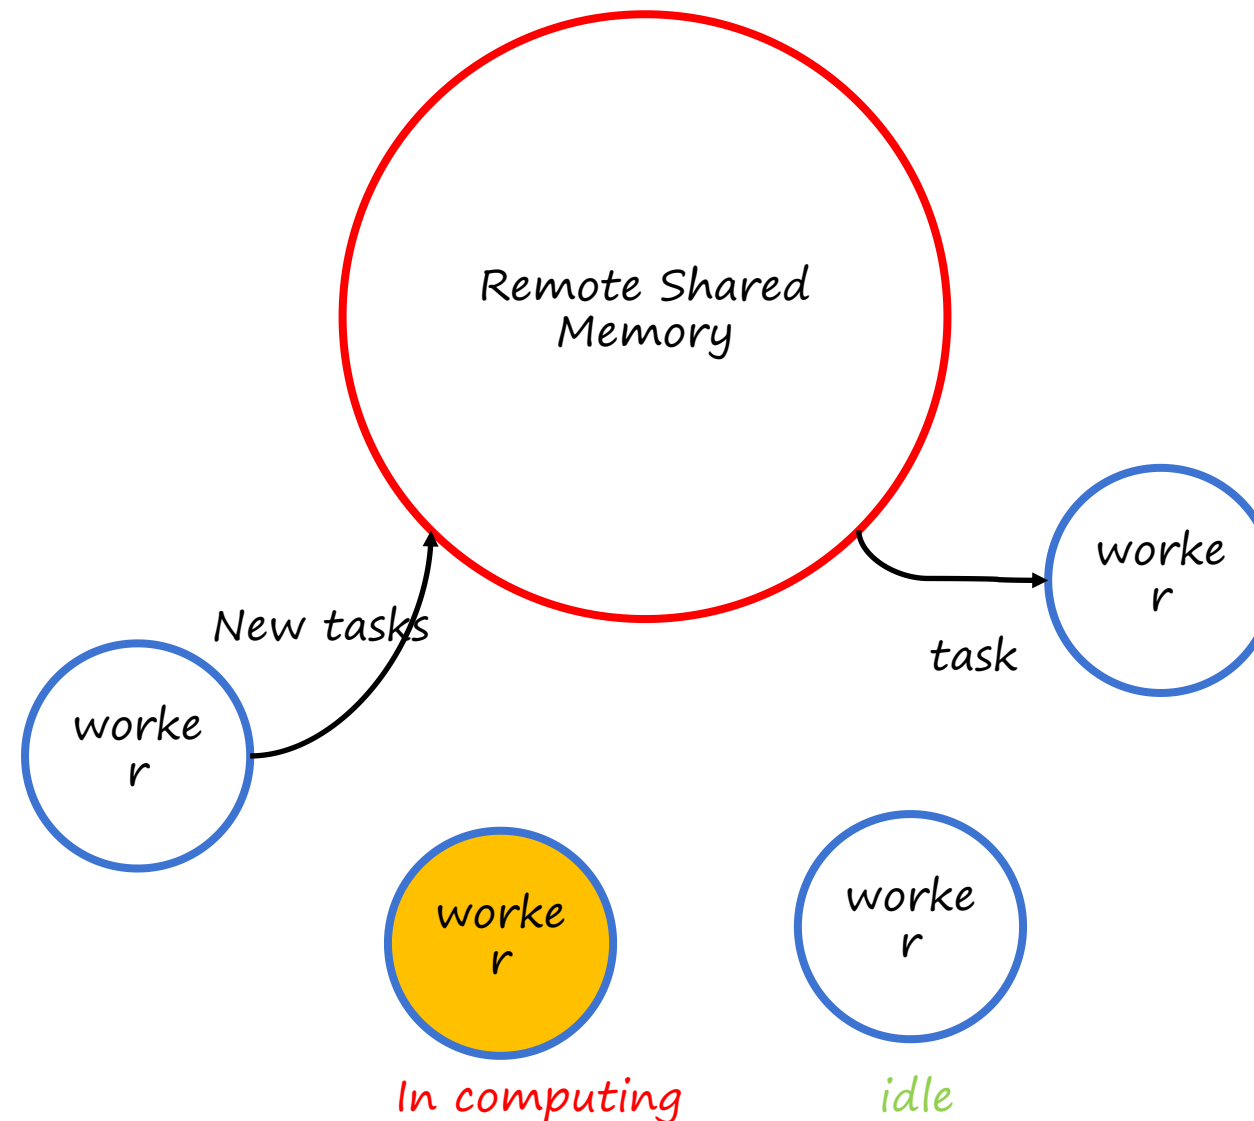 Remote Shared
Memory
New tasks
task
worke
r
worke
r
worke
r
worke
r
In computing
idle